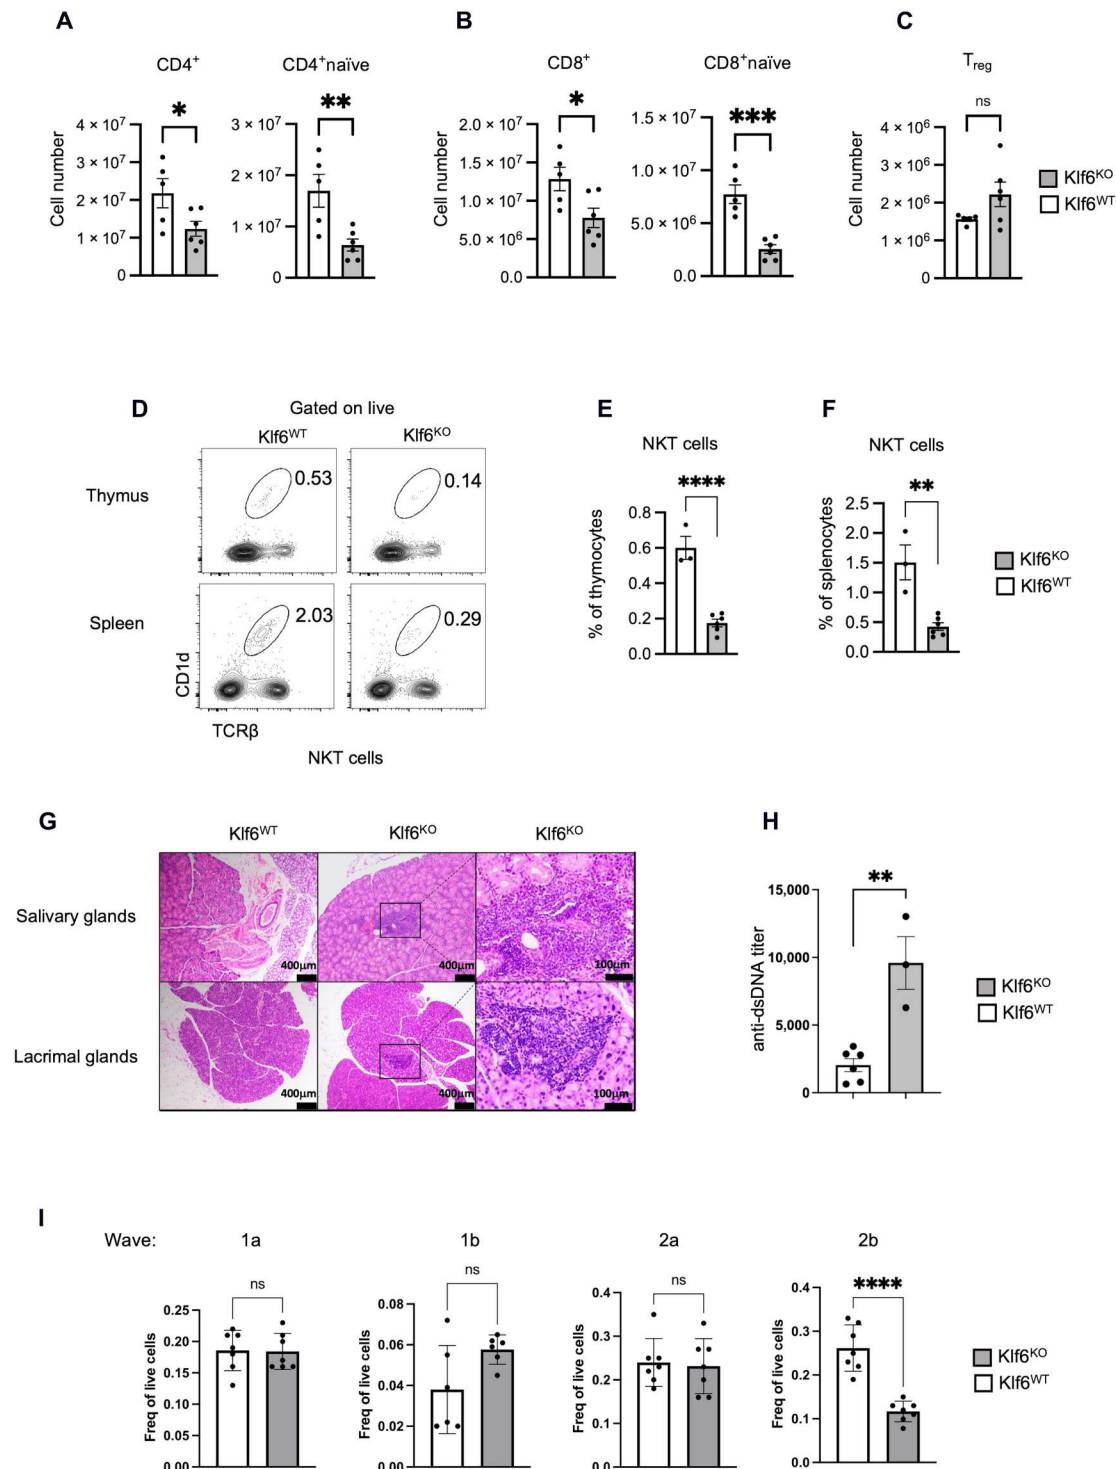 A
CD4⁺
CD4⁺naïve
B
CD8⁺
CD8⁺naïve
C
Treg
*
**
*
***
ns
Cell number
4 × 10⁷
3 × 10⁷
2 × 10⁷
1 × 10⁷
0
3 × 10⁷
2 × 10⁷
1 × 10⁷
0
Cell number
2.0 × 10⁷
1.5 × 10⁷
1.0 × 10⁷
5.0 × 10⁶
0.0
1.5 × 10⁷
1.0 × 10⁷
5.0 × 10⁶
0.0
Cell number
4 × 10⁶
3 × 10⁶
2 × 10⁶
1 × 10⁶
0
Klf6ᴷᴼ
Klf6ᵂᵀ
D
Gated on live
Klf6ᵂᵀ
Klf6ᴷᴼ
Thymus
0.53
0.14
Spleen
2.03
0.29
CD1d
TCRβ
NKT cells
E
NKT cells
****
% of thymocytes
0.8
0.6
0.4
0.2
0.0
F
NKT cells
**
% of splenocytes
2.5
2.0
1.5
1.0
0.5
0.0
Klf6ᴷᴼ
Klf6ᵂᵀ
G
Klf6ᵂᵀ
Klf6ᴷᴼ
Klf6ᴷᴼ
Salivary glands
400μm
400μm
100μm
Lacrimal glands
400μm
400μm
100μm
H
**
anti-dsDNA titer
15,000
10,000
5,000
0
Klf6ᴷᴼ
Klf6ᵂᵀ
I
Wave:
1a
1b
2a
2b
ns
Freq of live cells
0.25
0.20
0.15
0.10
0.05
0.00
ns
Freq of live cells
0.08
0.06
0.04
0.02
0.00
ns
Freq of live cells
0.4
0.3
0.2
0.1
0.0
****
Freq of live cells
0.4
0.3
0.2
0.1
0.0
Klf6ᴷᴼ
Klf6ᵂᵀ